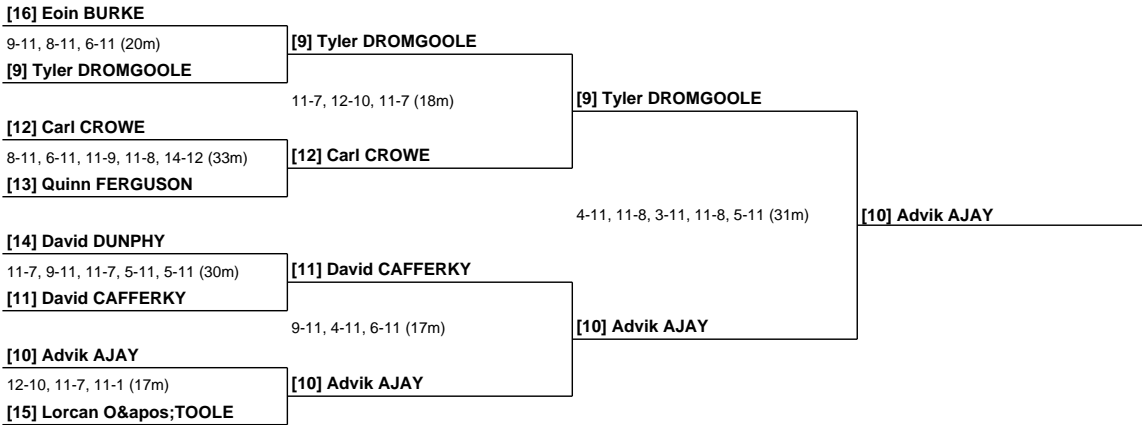 [16] Eoin BURKE
9-11, 8-11, 6-11 (20m)
[9] Tyler DROMGOOLE
[9] Tyler DROMGOOLE
11-7, 12-10, 11-7 (18m)
[9] Tyler DROMGOOLE
[12] Carl CROWE
8-11, 6-11, 11-9, 11-8, 14-12 (33m)
[12] Carl CROWE
[13] Quinn FERGUSON
4-11, 11-8, 3-11, 11-8, 5-11 (31m)
[10] Advik AJAY
[14] David DUNPHY
11-7, 9-11, 11-7, 5-11, 5-11 (30m)
[11] David CAFFERKY
[11] David CAFFERKY
9-11, 4-11, 6-11 (17m)
[10] Advik AJAY
[10] Advik AJAY
12-10, 11-7, 11-1 (17m)
[10] Advik AJAY
[15] Lorcan O&apos;TOOLE